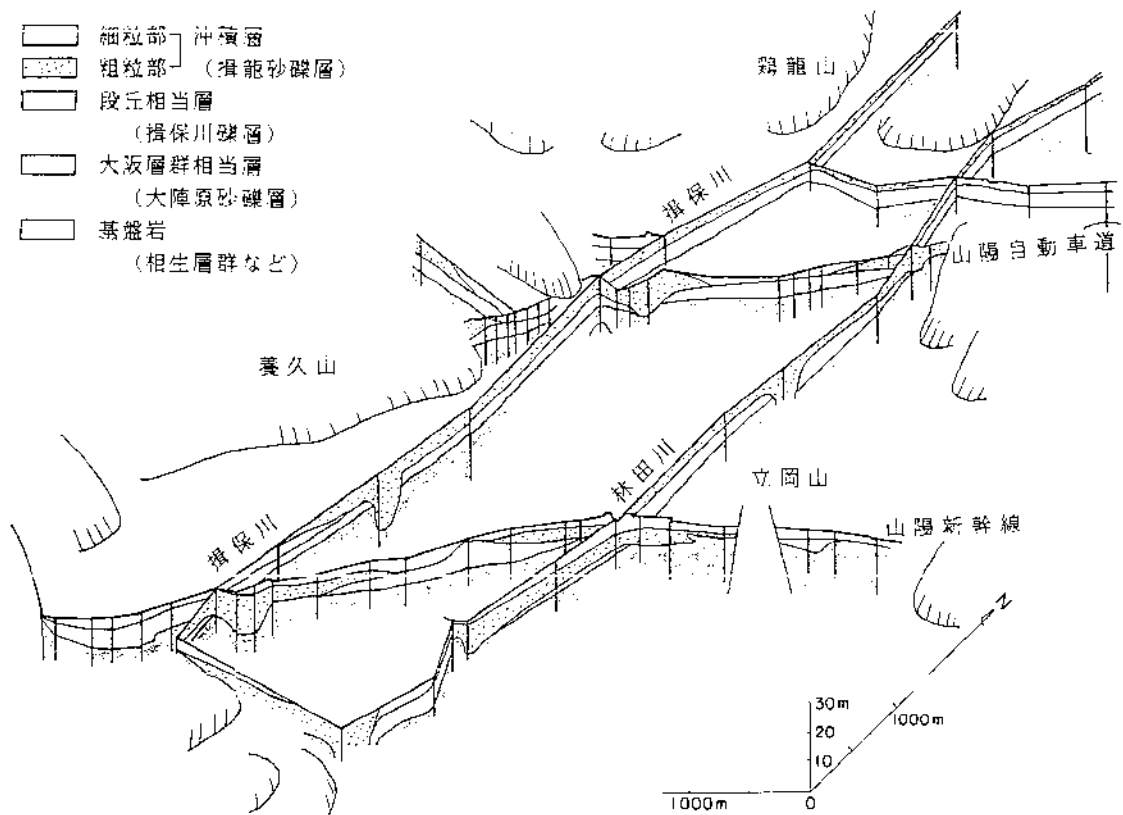 細粒部 沖積層
粗粒部 (揖龍砂礫層)
段丘相当層
(揖保川礫層)
大阪層群相当層
(大陣原砂礫層)
基盤岩
(相生層群など)
鶏龍山
揖保川
山陽自動車道
養久山
林田川
立岡山
揖保川
山陽新幹線
N
30m
20
10
1000m
1000m
0